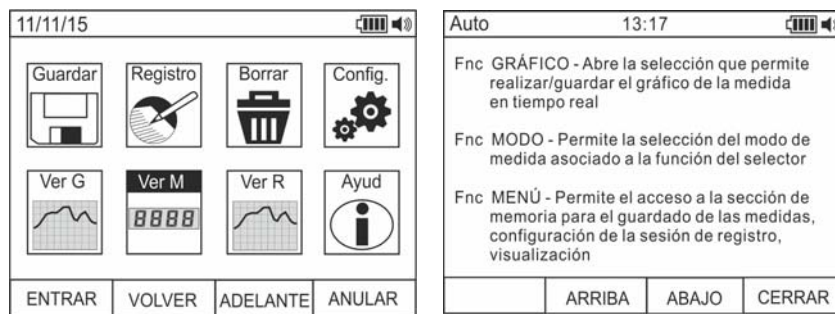 11/11/15
Guardar Registro Borrar Config.
Ver G Ver M Ver R Ayud
8888
ENTRAR VOLVER ADELANTE ANULAR
Auto 13:17
Fnc GRÁFICO - Abre la selección que permite
realizar/guardar el gráfico de la medida
en tiempo real
Fnc MODO - Permite la selección del modo de
medida asociado a la función del selector
Fnc MENÚ - Permite el acceso a la sección de
memoria para el guardado de las medidas,
configuración de la sesión de registro,
visualización
ARRIBA ABAJO CERRAR